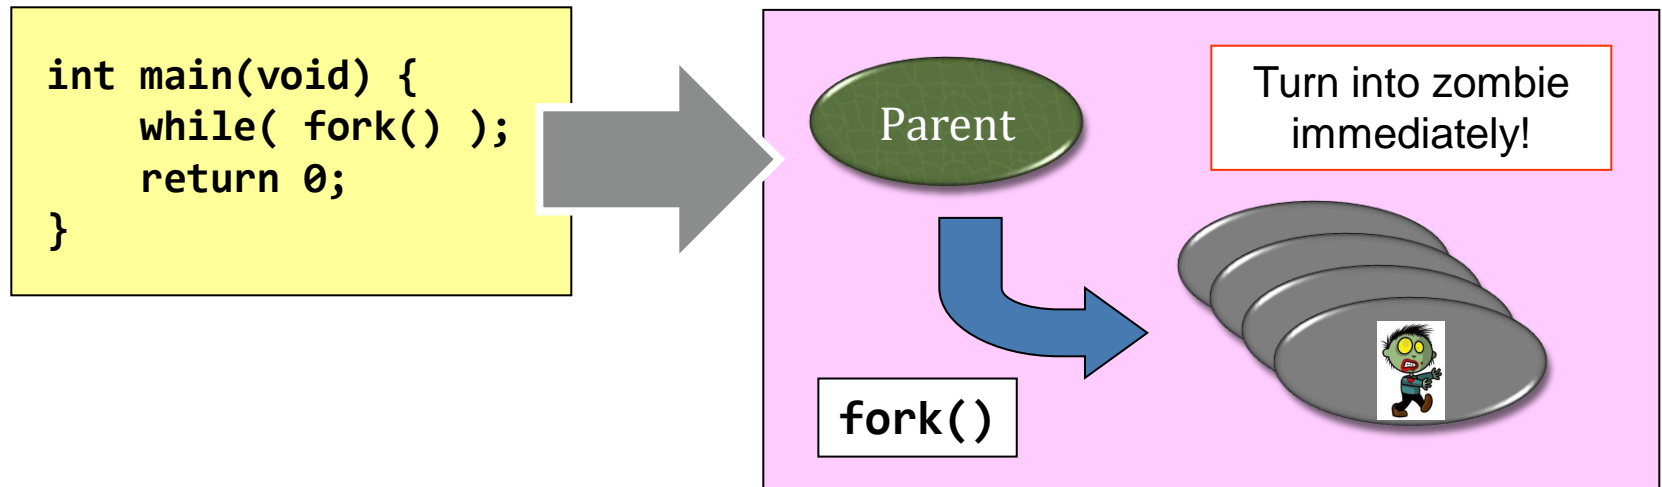 int main(void) {
    while( fork() );
    return 0;
}
Parent
Turn into zombie
immediately!
fork()